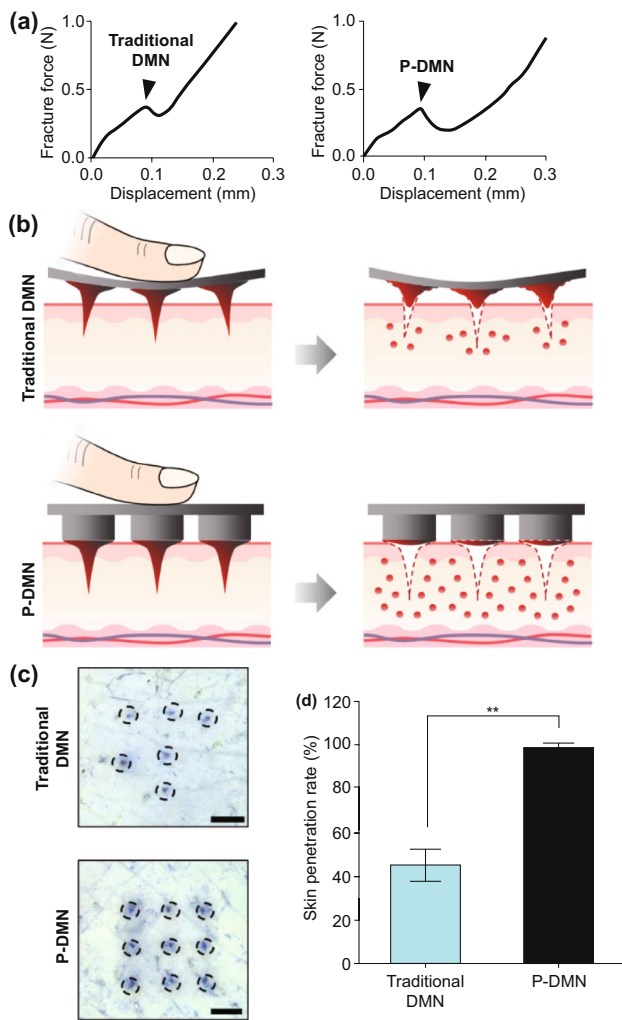 (a)
Fracture force (N)
1.0
0.5
0.0
Traditional
DMN
0.0 0.1 0.2 0.3
Displacement (mm)
Fracture force (N)
1.0
0.5
0.0
P-DMN
0.0 0.1 0.2 0.3
Displacement (mm)
(b)
Traditional DMN
P-DMN
(c)
Traditional
DMN
P-DMN
(d)
Skin penetration rate (%)
120
100
80
60
40
20
0
**
Traditional
DMN
P-DMN